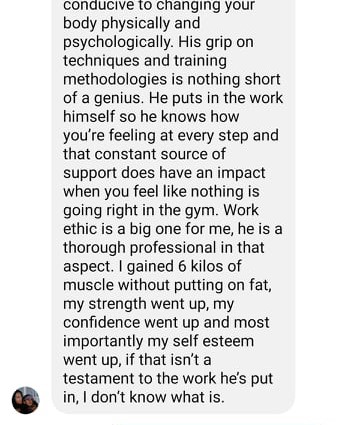 conducive to changing your
body physically and
psychologically. His grip on
techniques and training
methodologies is nothing short
of a genius. He puts in the work
himself so he knows how
you're feeling at every step and
that constant source of
support does have an impact
when you feel like nothing is
going right in the gym. Work
ethic is a big one for me, he is a
thorough professional in that
aspect. I gained 6 kilos of
muscle without putting on fat,
my strength went up, my
confidence went up and most
importantly my self esteem
went up, if that isn't a
testament to the work he's put
in, I don't know what is.